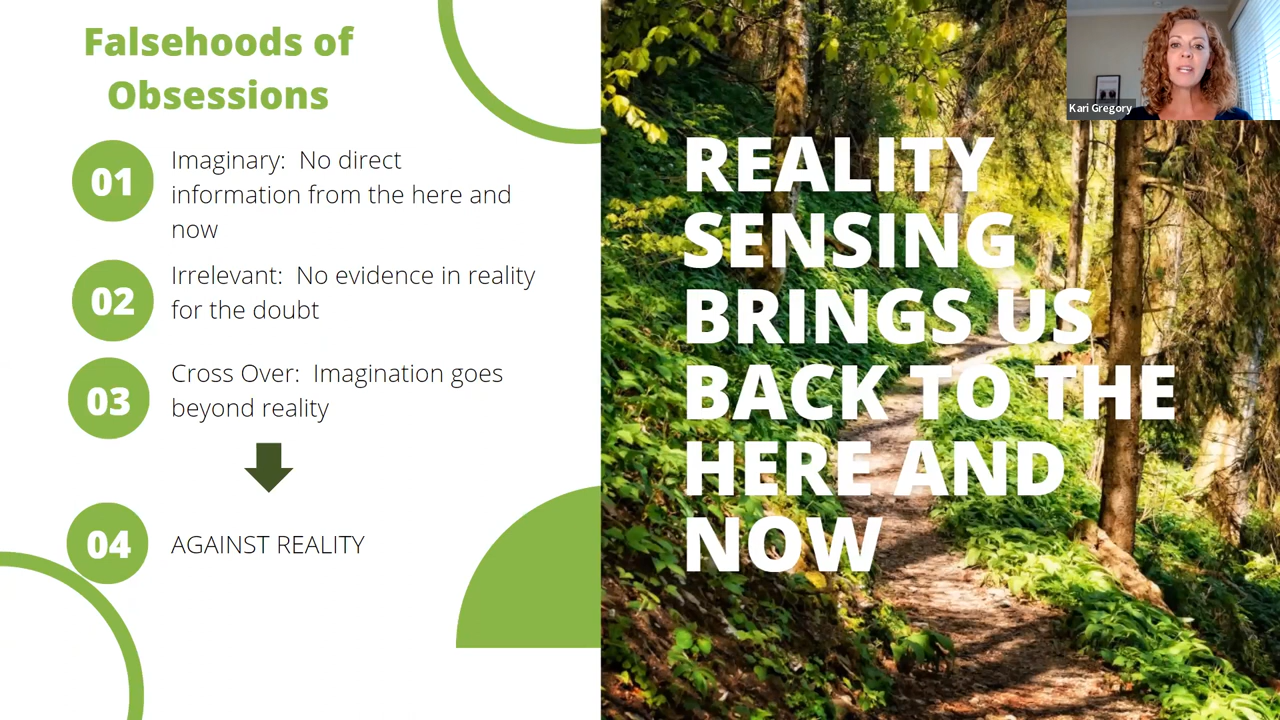 Falsehoods of
Obsessions
01
Imaginary:  No direct
information from the here and
now
02
Irrelevant:  No evidence in reality
for the doubt
03
Cross Over:  Imagination goes
beyond reality
04
AGAINST REALITY
REALITY
SENSING
BRINGS US
BACK TO THE
HERE AND
NOW
Kari Gregory